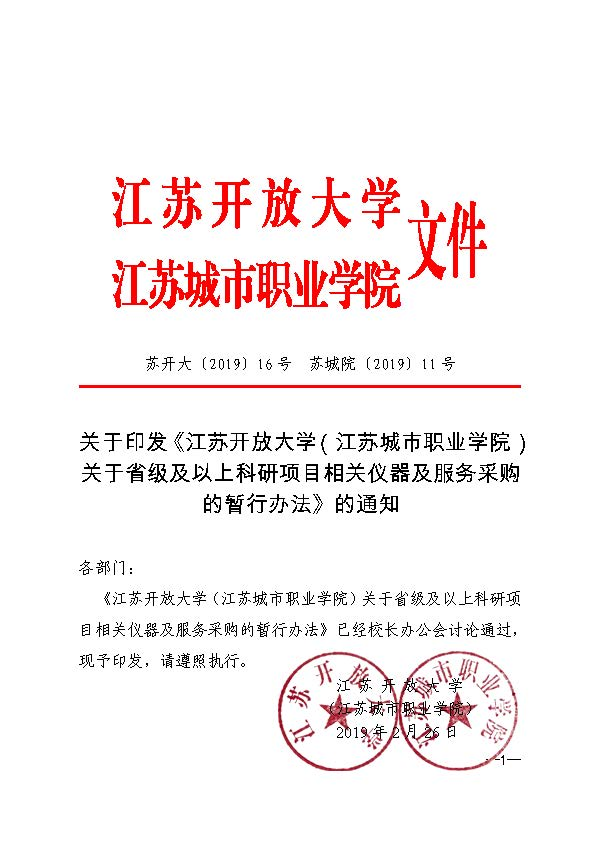 江苏开放大学
江苏城市职业学院
文件
苏开大〔2019〕16号　苏城院〔2019〕11号
关于印发《江苏开放大学（江苏城市职业学院）
关于省级及以上科研项目相关仪器及服务采购
的暂行办法》的通知
各部门：
《江苏开放大学（江苏城市职业学院）关于省级及以上科研项
目相关仪器及服务采购的暂行办法》已经校长办公会讨论通过，
现予印发，请遵照执行。
江苏开放大学
江苏城市职业学院
江苏开放大学
（江苏城市职业学院）
2019年2月26日
—1—